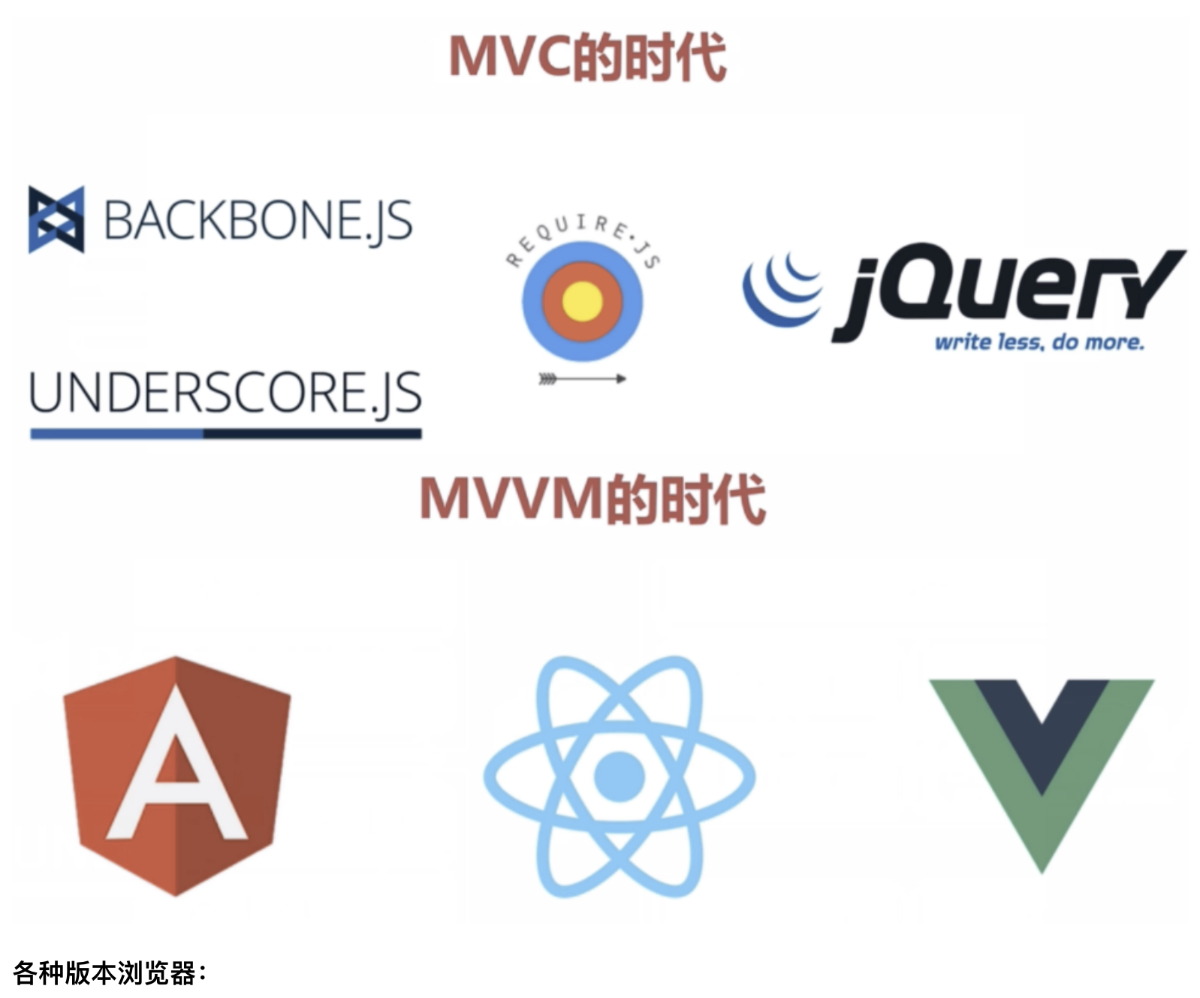 MVC的时代
BACKBONE.JS
REQUIRE·JS
jQuery
write less, do more.
UNDERSCORE.JS
MVVM的时代
A
各种版本浏览器：